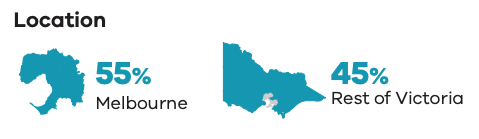 Location
55%
Melbourne
45%
Rest of Victoria